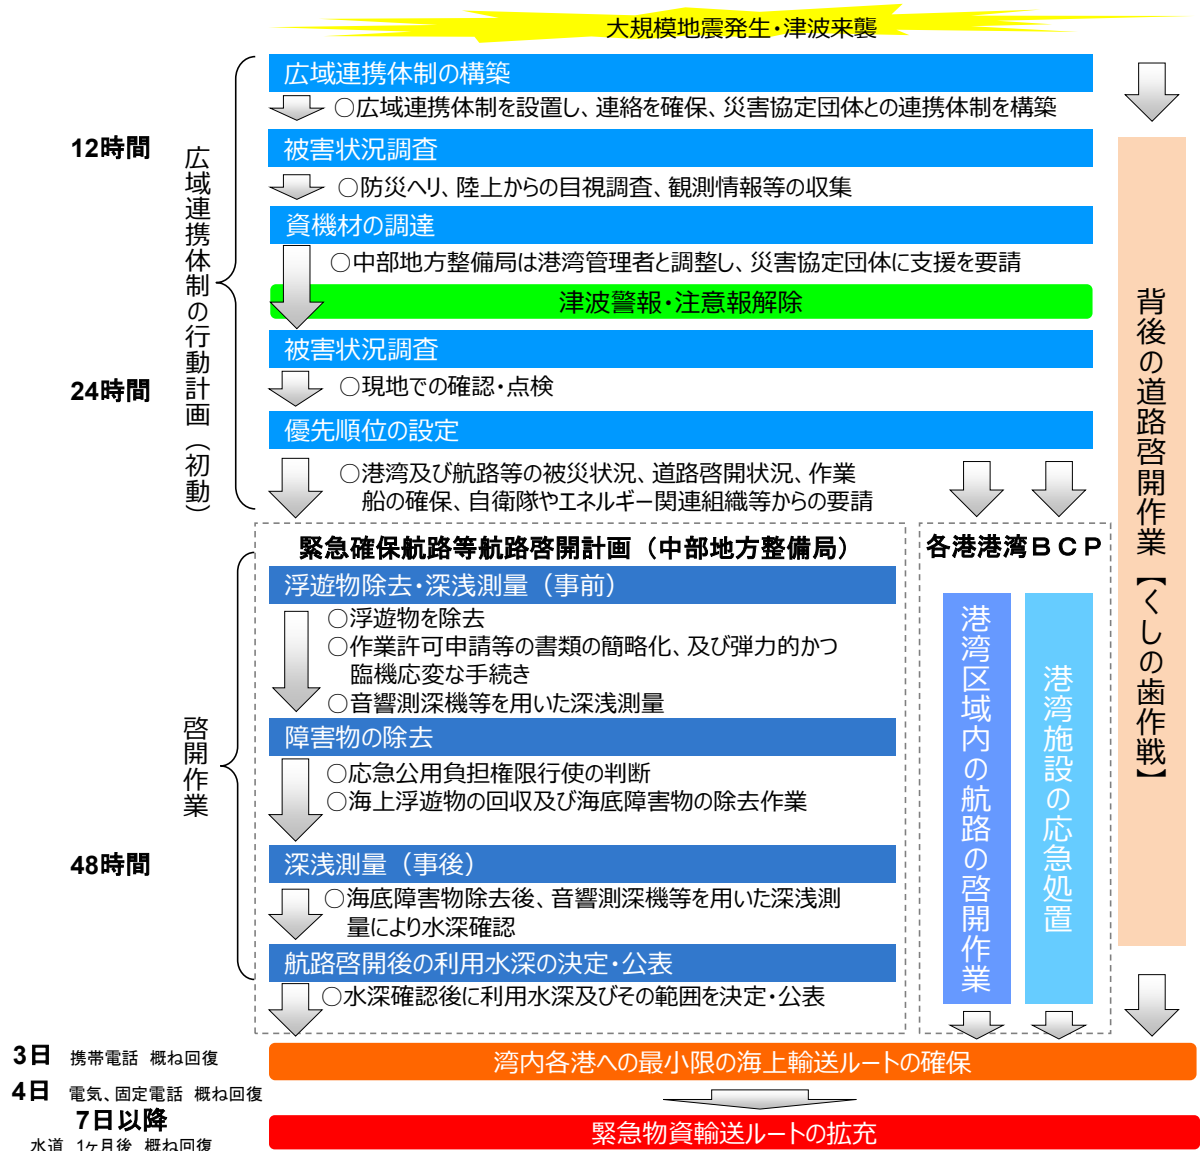 大規模地震発生・津波来襲
広域連携体制の構築
○広域連携体制を設置し、連絡を確保、災害協定団体との連携体制を構築
12時間
被害状況調査
○防災ヘリ、陸上からの目視調査、観測情報等の収集
資機材の調達
○中部地方整備局は港湾管理者と調整し、災害協定団体に支援を要請
津波警報・注意報解除
被害状況調査
24時間
○現地での確認・点検
優先順位の設定
○港湾及び航路等の被災状況、道路啓開状況、作業
船の確保、自衛隊やエネルギー関連組織等からの要請
広域連携体制の行動計画（初動）
緊急確保航路等航路啓開計画（中部地方整備局）
浮遊物除去・深浅測量（事前）
○浮遊物を除去
○作業許可申請等の書類の簡略化、及び弾力的かつ
臨機応変な手続き
○音響測深機等を用いた深浅測量
障害物の除去
○応急公用負担権限行使の判断
○海上浮遊物の回収及び海底障害物の除去作業
啓開作業
48時間
深浅測量（事後）
○海底障害物除去後、音響測深機等を用いた深浅測
量により水深確認
航路啓開後の利用水深の決定・公表
○水深確認後に利用水深及びその範囲を決定・公表
各港港湾ＢＣＰ
港湾区域内の航路の啓開作業
港湾施設の応急処置
背後の道路啓開作業【くしの歯作戦】
3日 携帯電話 概ね回復
湾内各港への最小限の海上輸送ルートの確保
4日 電気、固定電話 概ね回復
7日以降
緊急物資輸送ルートの拡充
水道 1ヶ月後 概ね回復